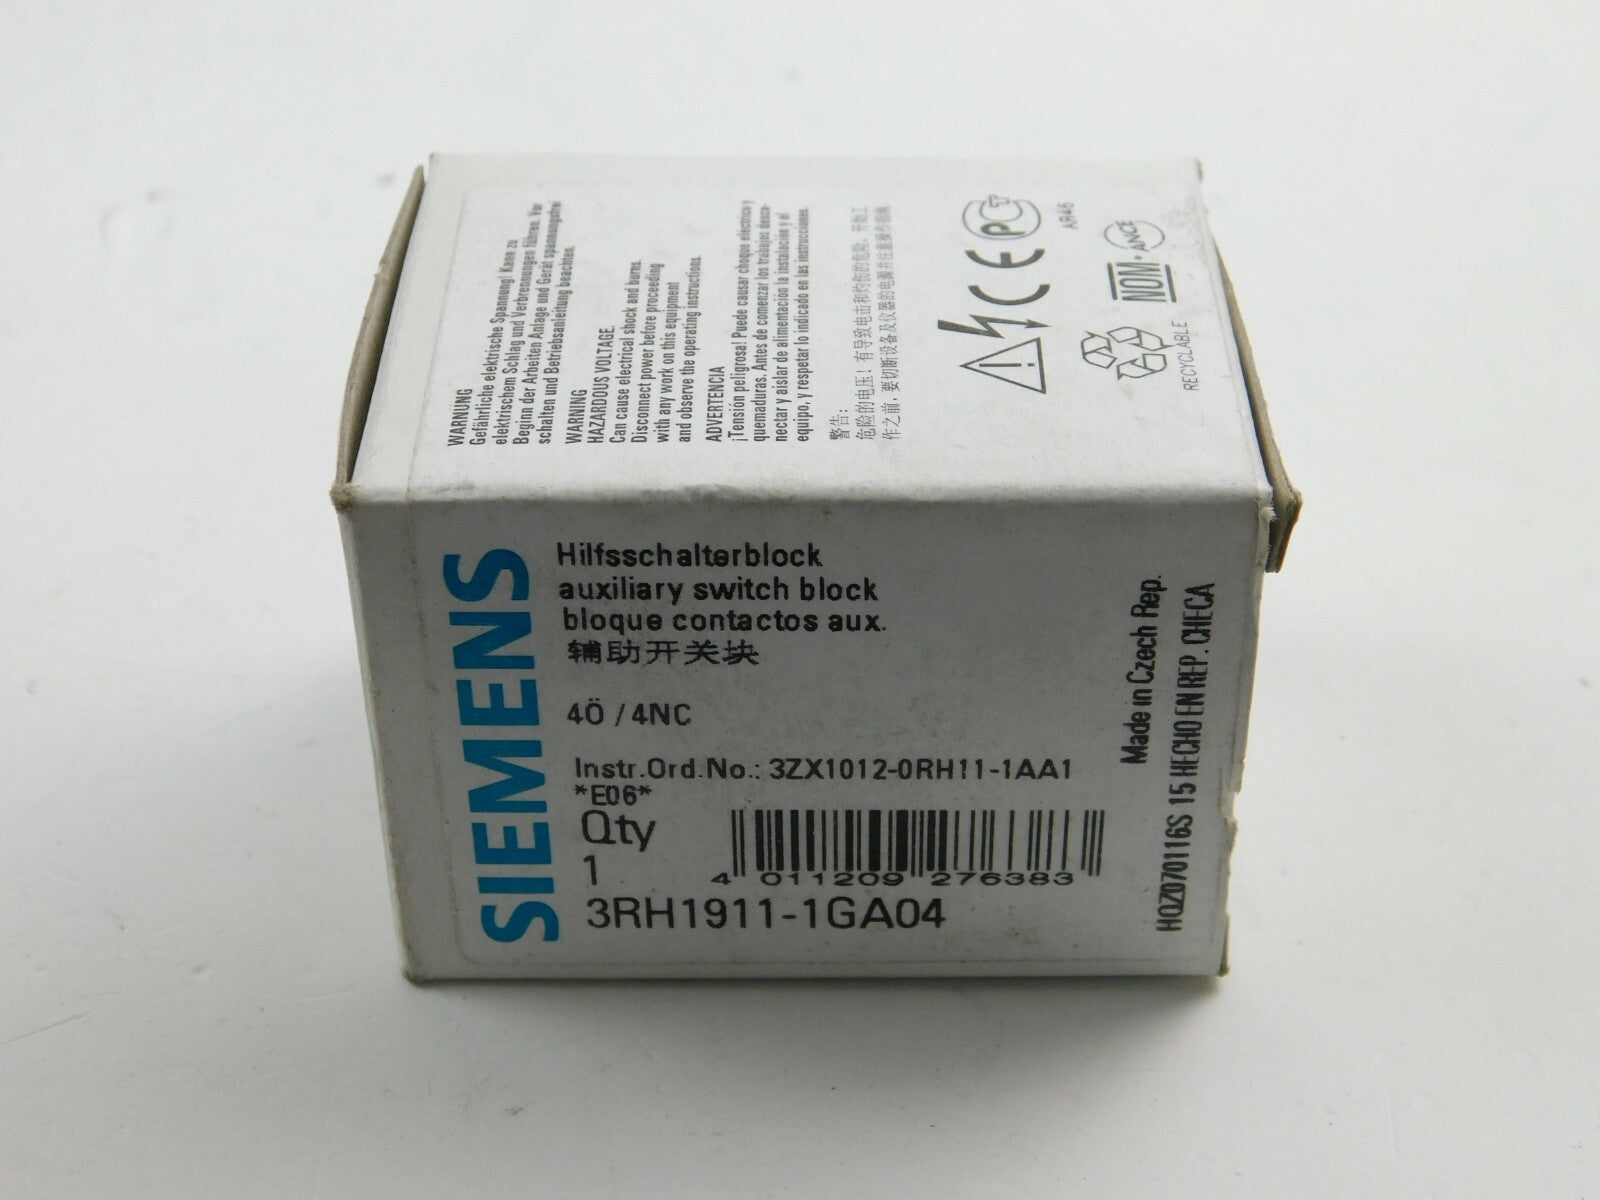 WARNUNG
Gefährliche elektrische Spannung! Kann zu
elektrischem Schlag und Verbrennungen führen. Vor
Beginn der Arbeiten Anlage und Gerät spannungsfrei
schalten und Betriebsanleitung beachten.
WARNING
HAZARDOUS VOLTAGE.
Can cause electrical shock and burns.
Disconnect power before proceeding
with any work on this equipment
and observe the operating instructions.
ADVERTENCIA
¡Tensión peligrosa! Puede causar choque electrico y
quemaduras. Antes de comenzar los trabajos desco-
nectar y aislar de alimentación la instalación y el
equipo, y respetar lo indicado en las instrucciones.
警告:
危险的电压! 有导致电击和灼伤的危险。开始工
作之前, 要切断设备及仪器的电源并注意操作指南.
CE
PCT
AR46
NOM·ANCE
RECYCLABLE
SIEMENS
Hilfsschalterblock
auxiliary switch block
bloque contactos aux.
辅助开关块
4Ö / 4NC
Instr.Ord.No.: 3ZX1012-0RH11-1AA1
*E06*
Qty
1
4 011209 276383
3RH1911-1GA04
Made in Czech Rep.
HQZ070116S 15 HECHO EN REP. CHECA